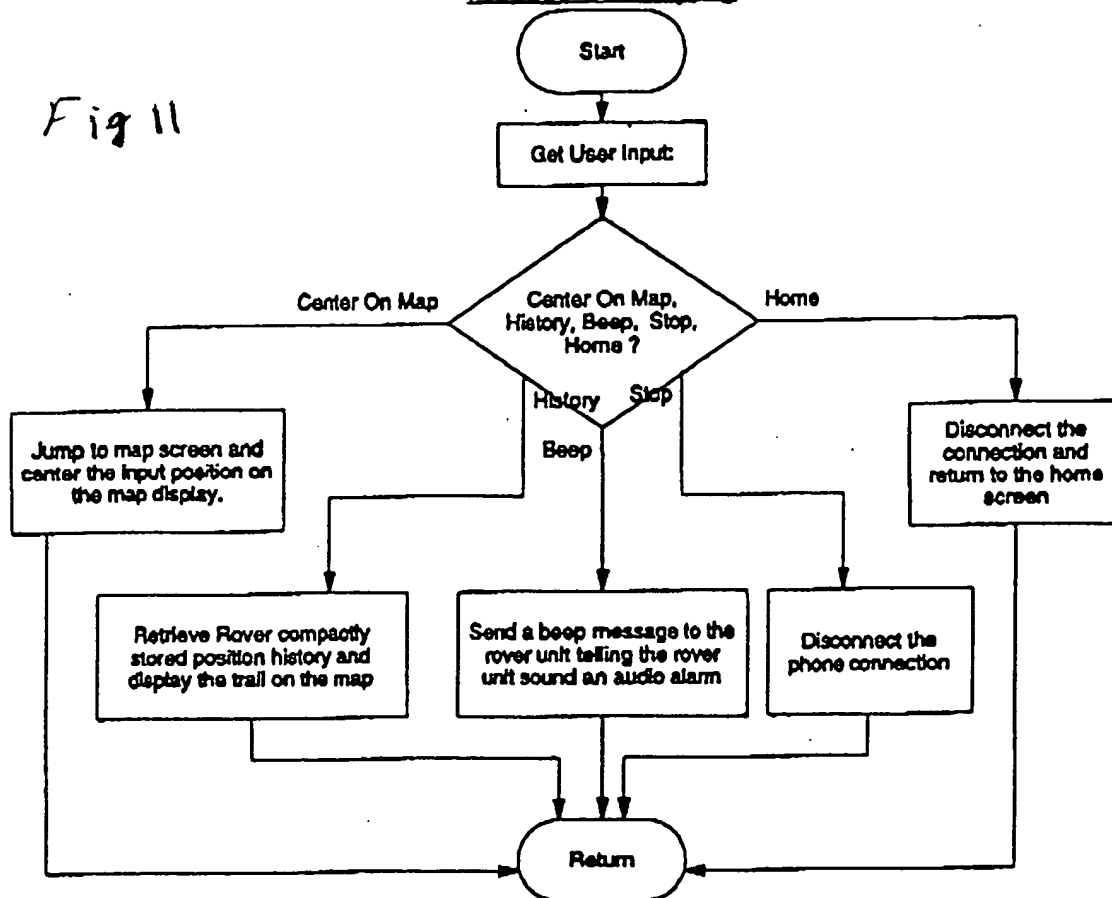 Start
Fig 11
Get User Input:
Center On Map
Center On Map,
History, Beep, Stop,
Home ?
Home
History
Stop
Beep
Jump to map screen and
center the input position on
the map display.
Disconnect the
connection and
return to the home
screen
Retrieve Rover compactly
stored position history and
display the trail on the map
Send a beep message to the
rover unit telling the rover
unit sound an audio alarm
Disconnect the
phone connection
Return